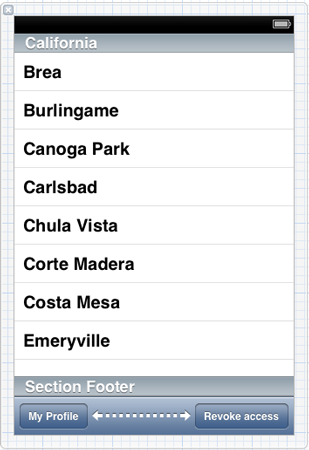 California
Brea
Burlingame
Canoga Park
Carlsbad
Chula Vista
Corte Madera
Costa Mesa
Emeryville
Section Footer
My Profile Revoke access